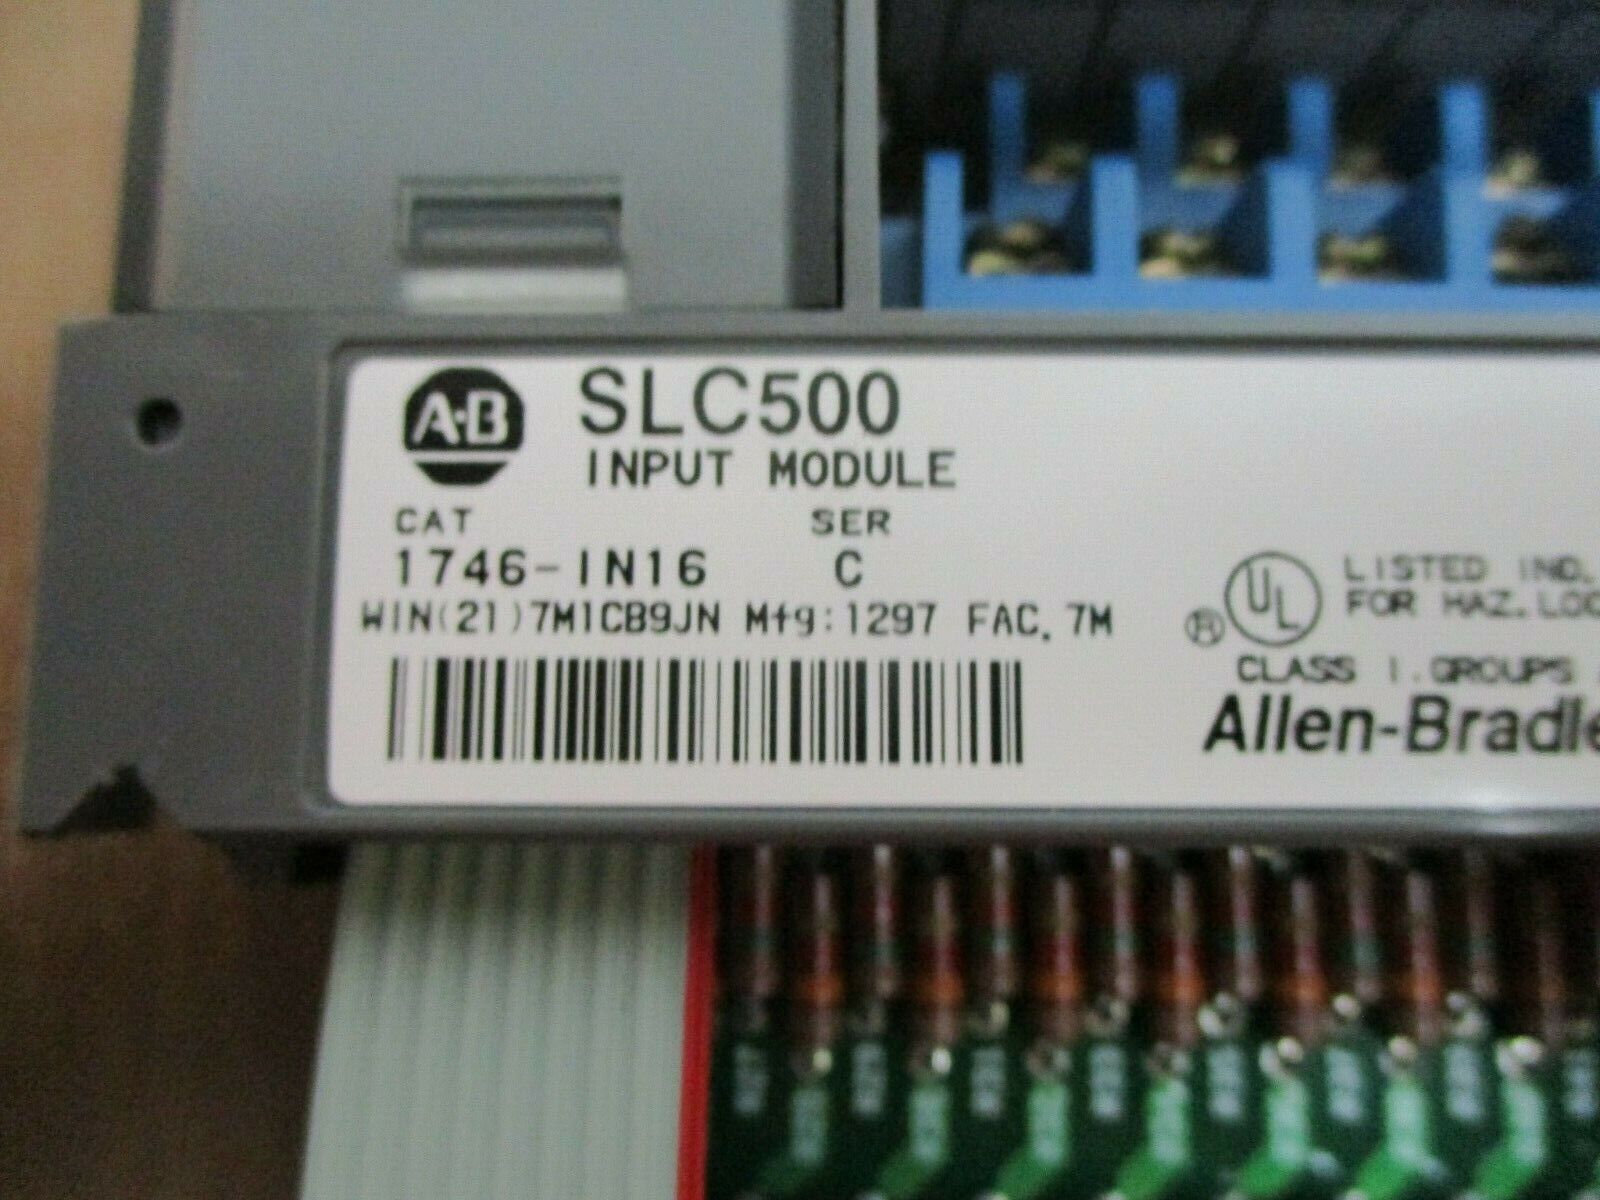 A·B SLC500
INPUT MODULE
CAT SER
1746-IN16 C
WIN(21)7M1CB9JN Mfg:1297 FAC. 7M
UL LISTED IND.
® FOR HAZ.LOC
CLASS I.GROUPS
Allen-Bradle